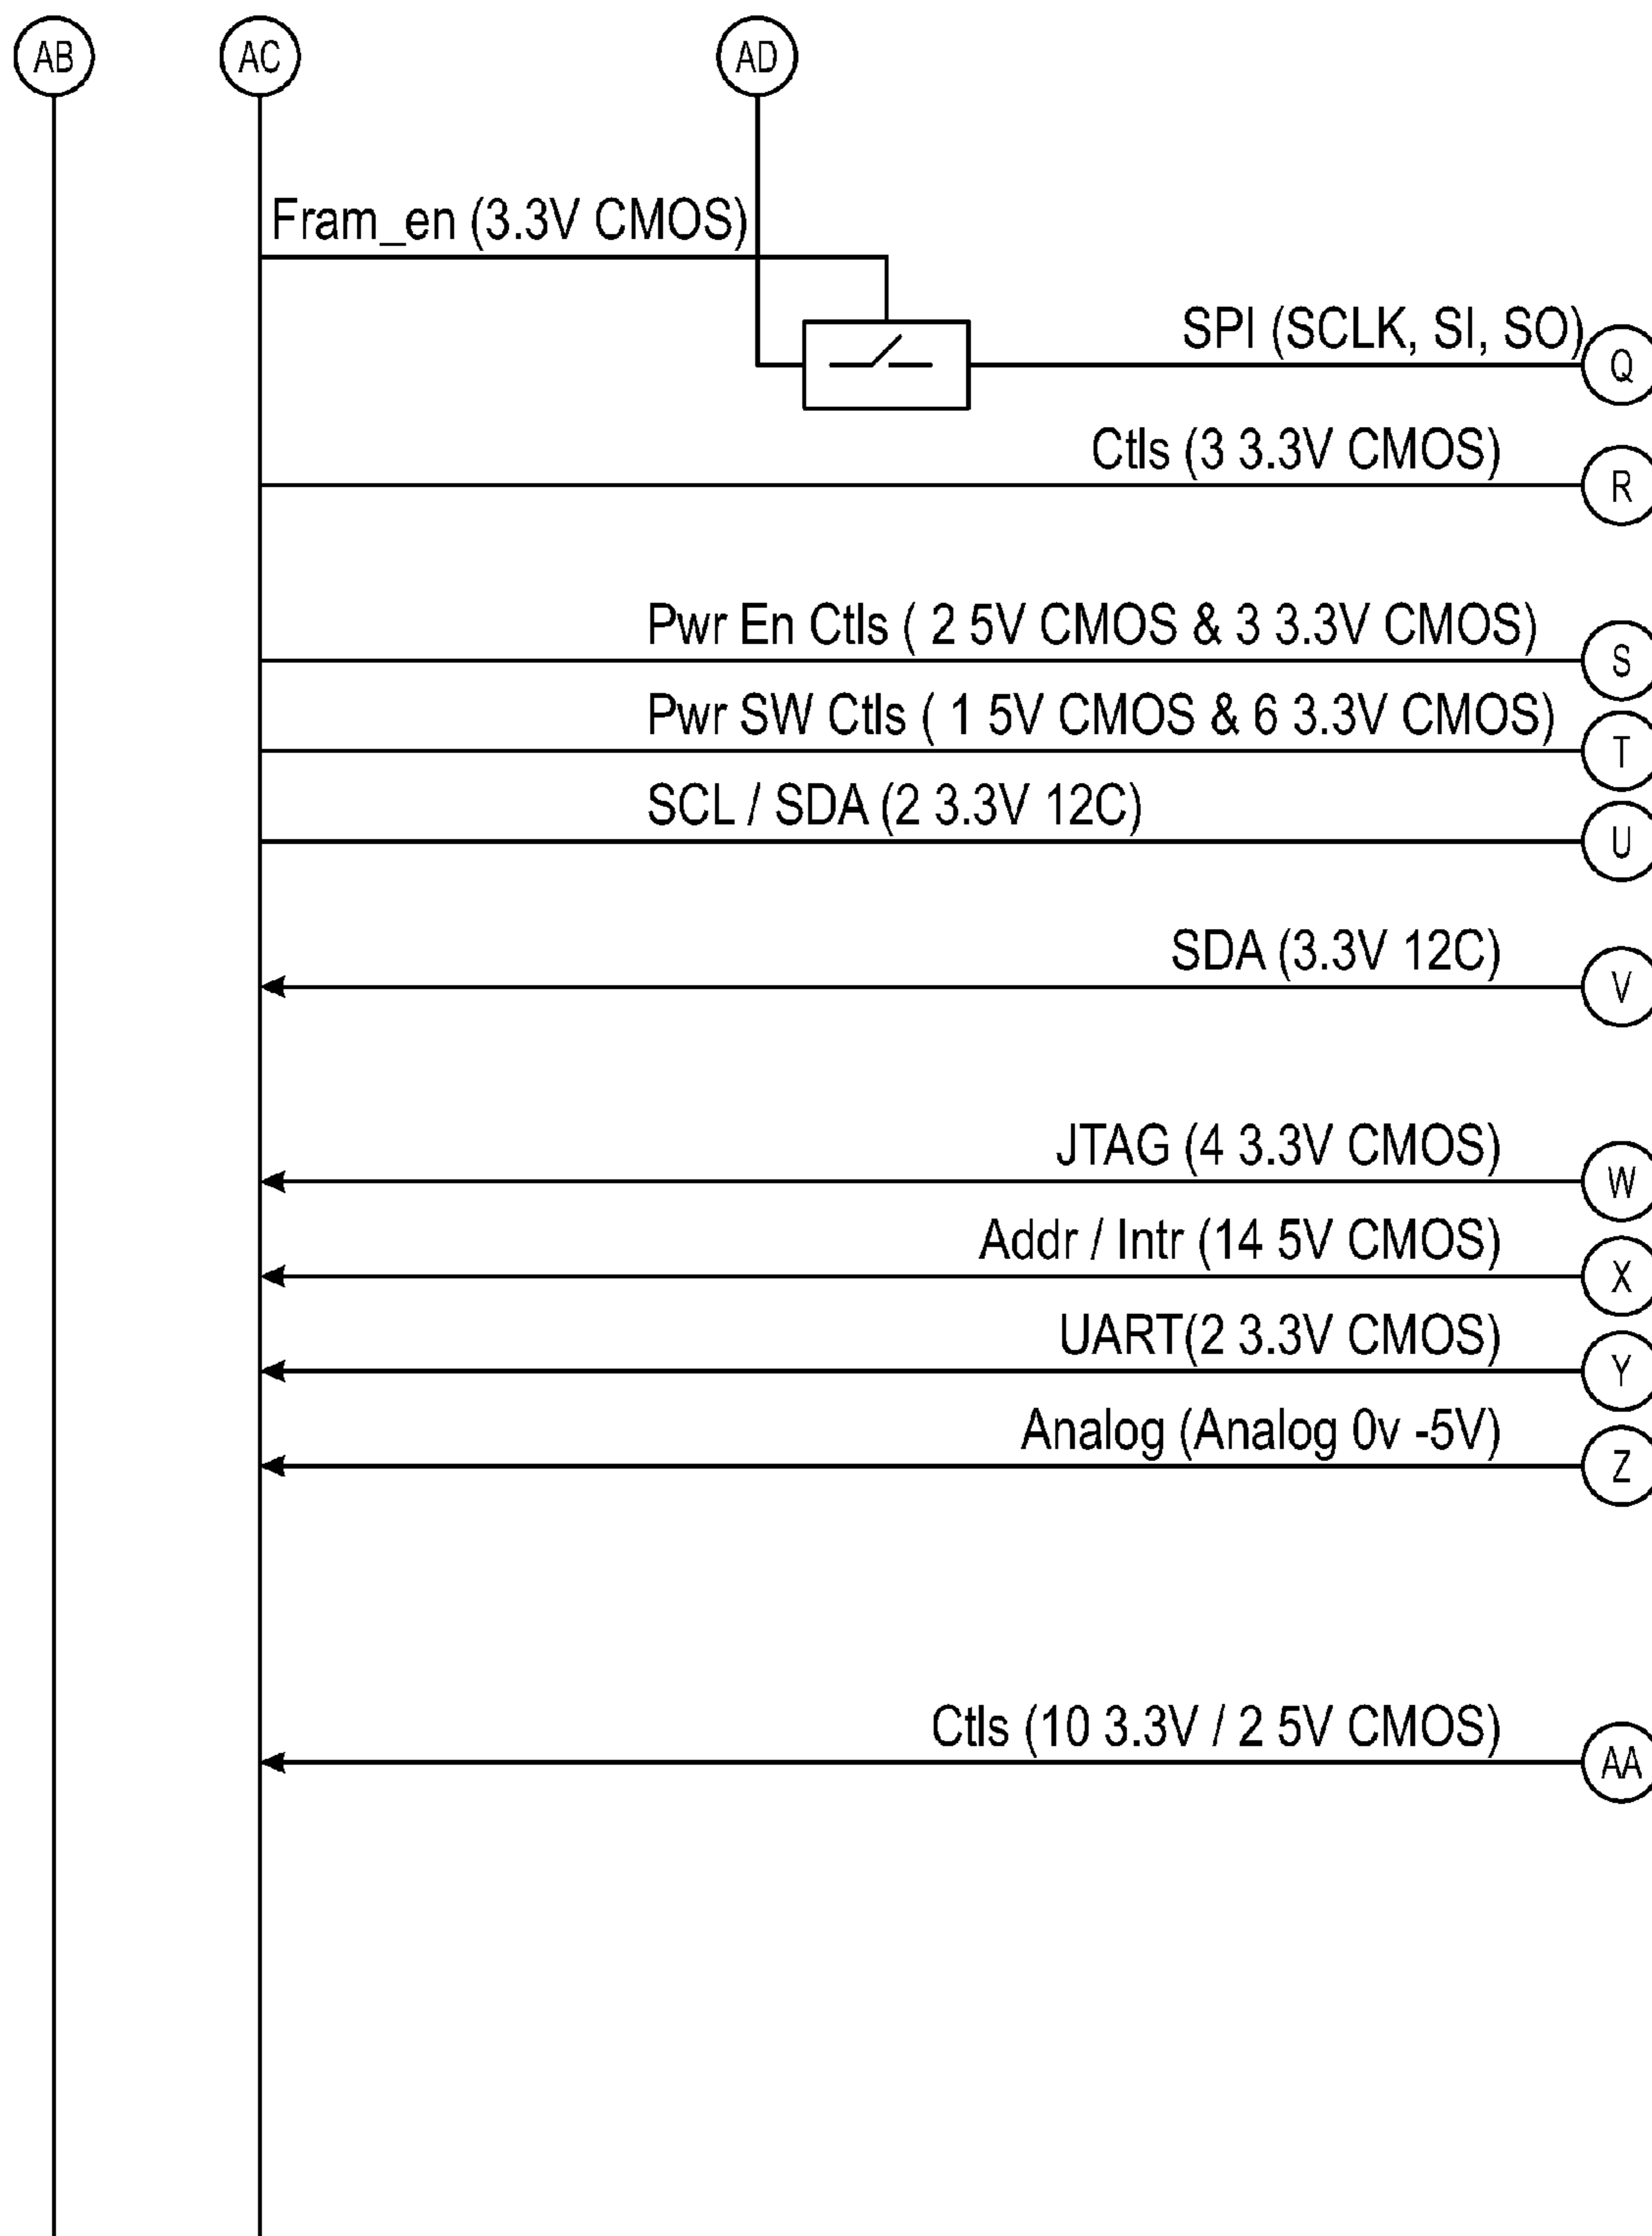 AB AC AD
Fram_en (3.3V CMOS)
SPI (SCLK, SI, SO)
Q
Ctls (3 3.3V CMOS)
R
Pwr En Ctls ( 2 5V CMOS & 3 3.3V CMOS)
S
Pwr SW Ctls ( 1 5V CMOS & 6 3.3V CMOS)
T
SCL / SDA (2 3.3V 12C)
U
SDA (3.3V 12C)
V
JTAG (4 3.3V CMOS)
W
Addr / Intr (14 5V CMOS)
X
UART(2 3.3V CMOS)
Y
Analog (Analog 0v -5V)
Z
Ctls (10 3.3V / 2 5V CMOS)
AA